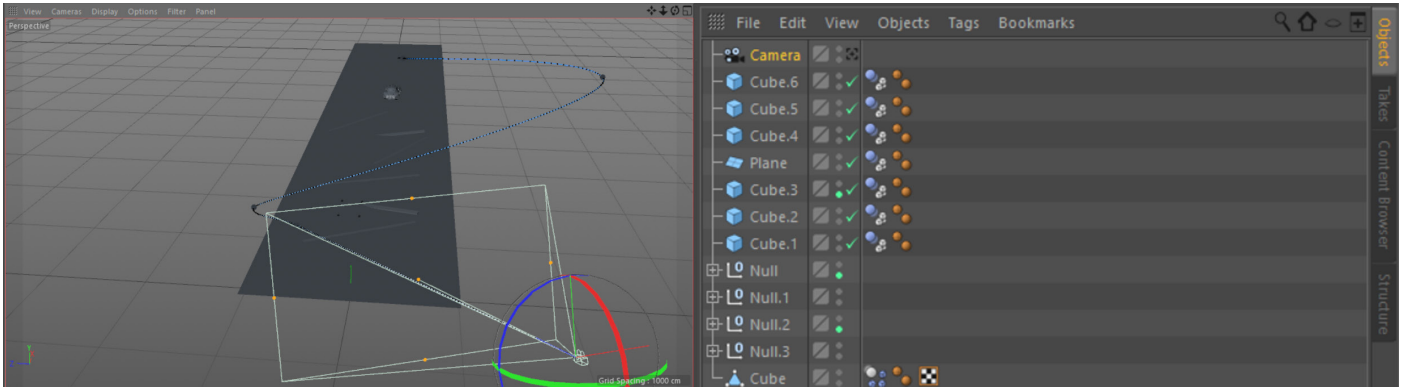 View Cameras Display Options Filter Panel
Perspective
Grid Spacing : 1000 cm
File Edit View Objects Tags Bookmarks
Camera
Cube.6
Cube.5
Cube.4
Plane
Cube.3
Cube.2
Cube.1
Null
Null.1
Null.2
Null.3
Cube
Objects
Takes
Content Browser
Structure